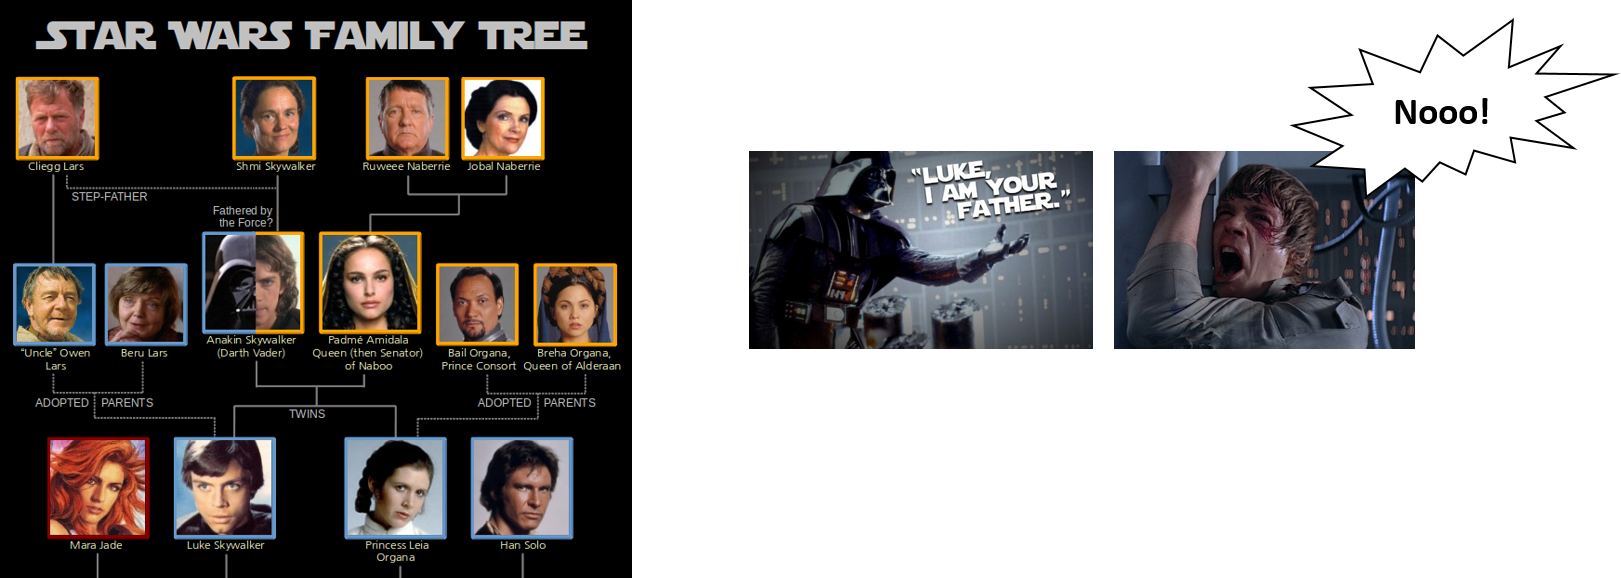 STAR WARS FAMILY TREE
Cliegg Lars
Shmi Skywalker
Ruweee Naberrie
Jobal Naberrie
STEP-FATHER
Fathered by
the Force?
"Uncle" Owen
Lars
Beru Lars
Anakin Skywalker
(Darth Vader)
Padmé Amidala
Queen (then Senator)
of Naboo
Bail Organa,
Prince Consort
Breha Organa,
Queen of Alderaan
ADOPTED PARENTS
TWINS
ADOPTED PARENTS
Mara Jade
Luke Skywalker
Princess Leia
Organa
Han Solo
"LUKE,
I AM YOUR
FATHER."
Nooo!